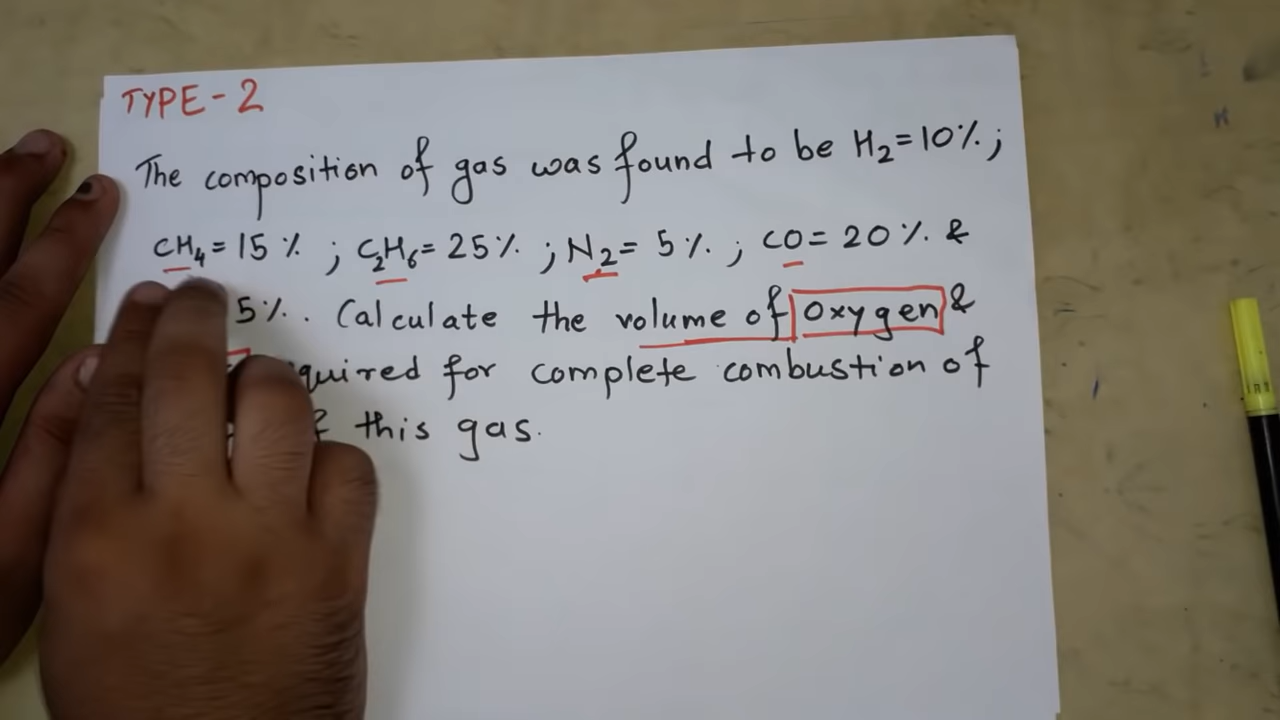 TYPE-2
The composition of gas was found to be H₂=10%;
CH₄=15% ; C₂H₆=25% ; N₂=5% ; CO=20% &
5%. Calculate the volume of Oxygen &
for complete combustion of
this gas.